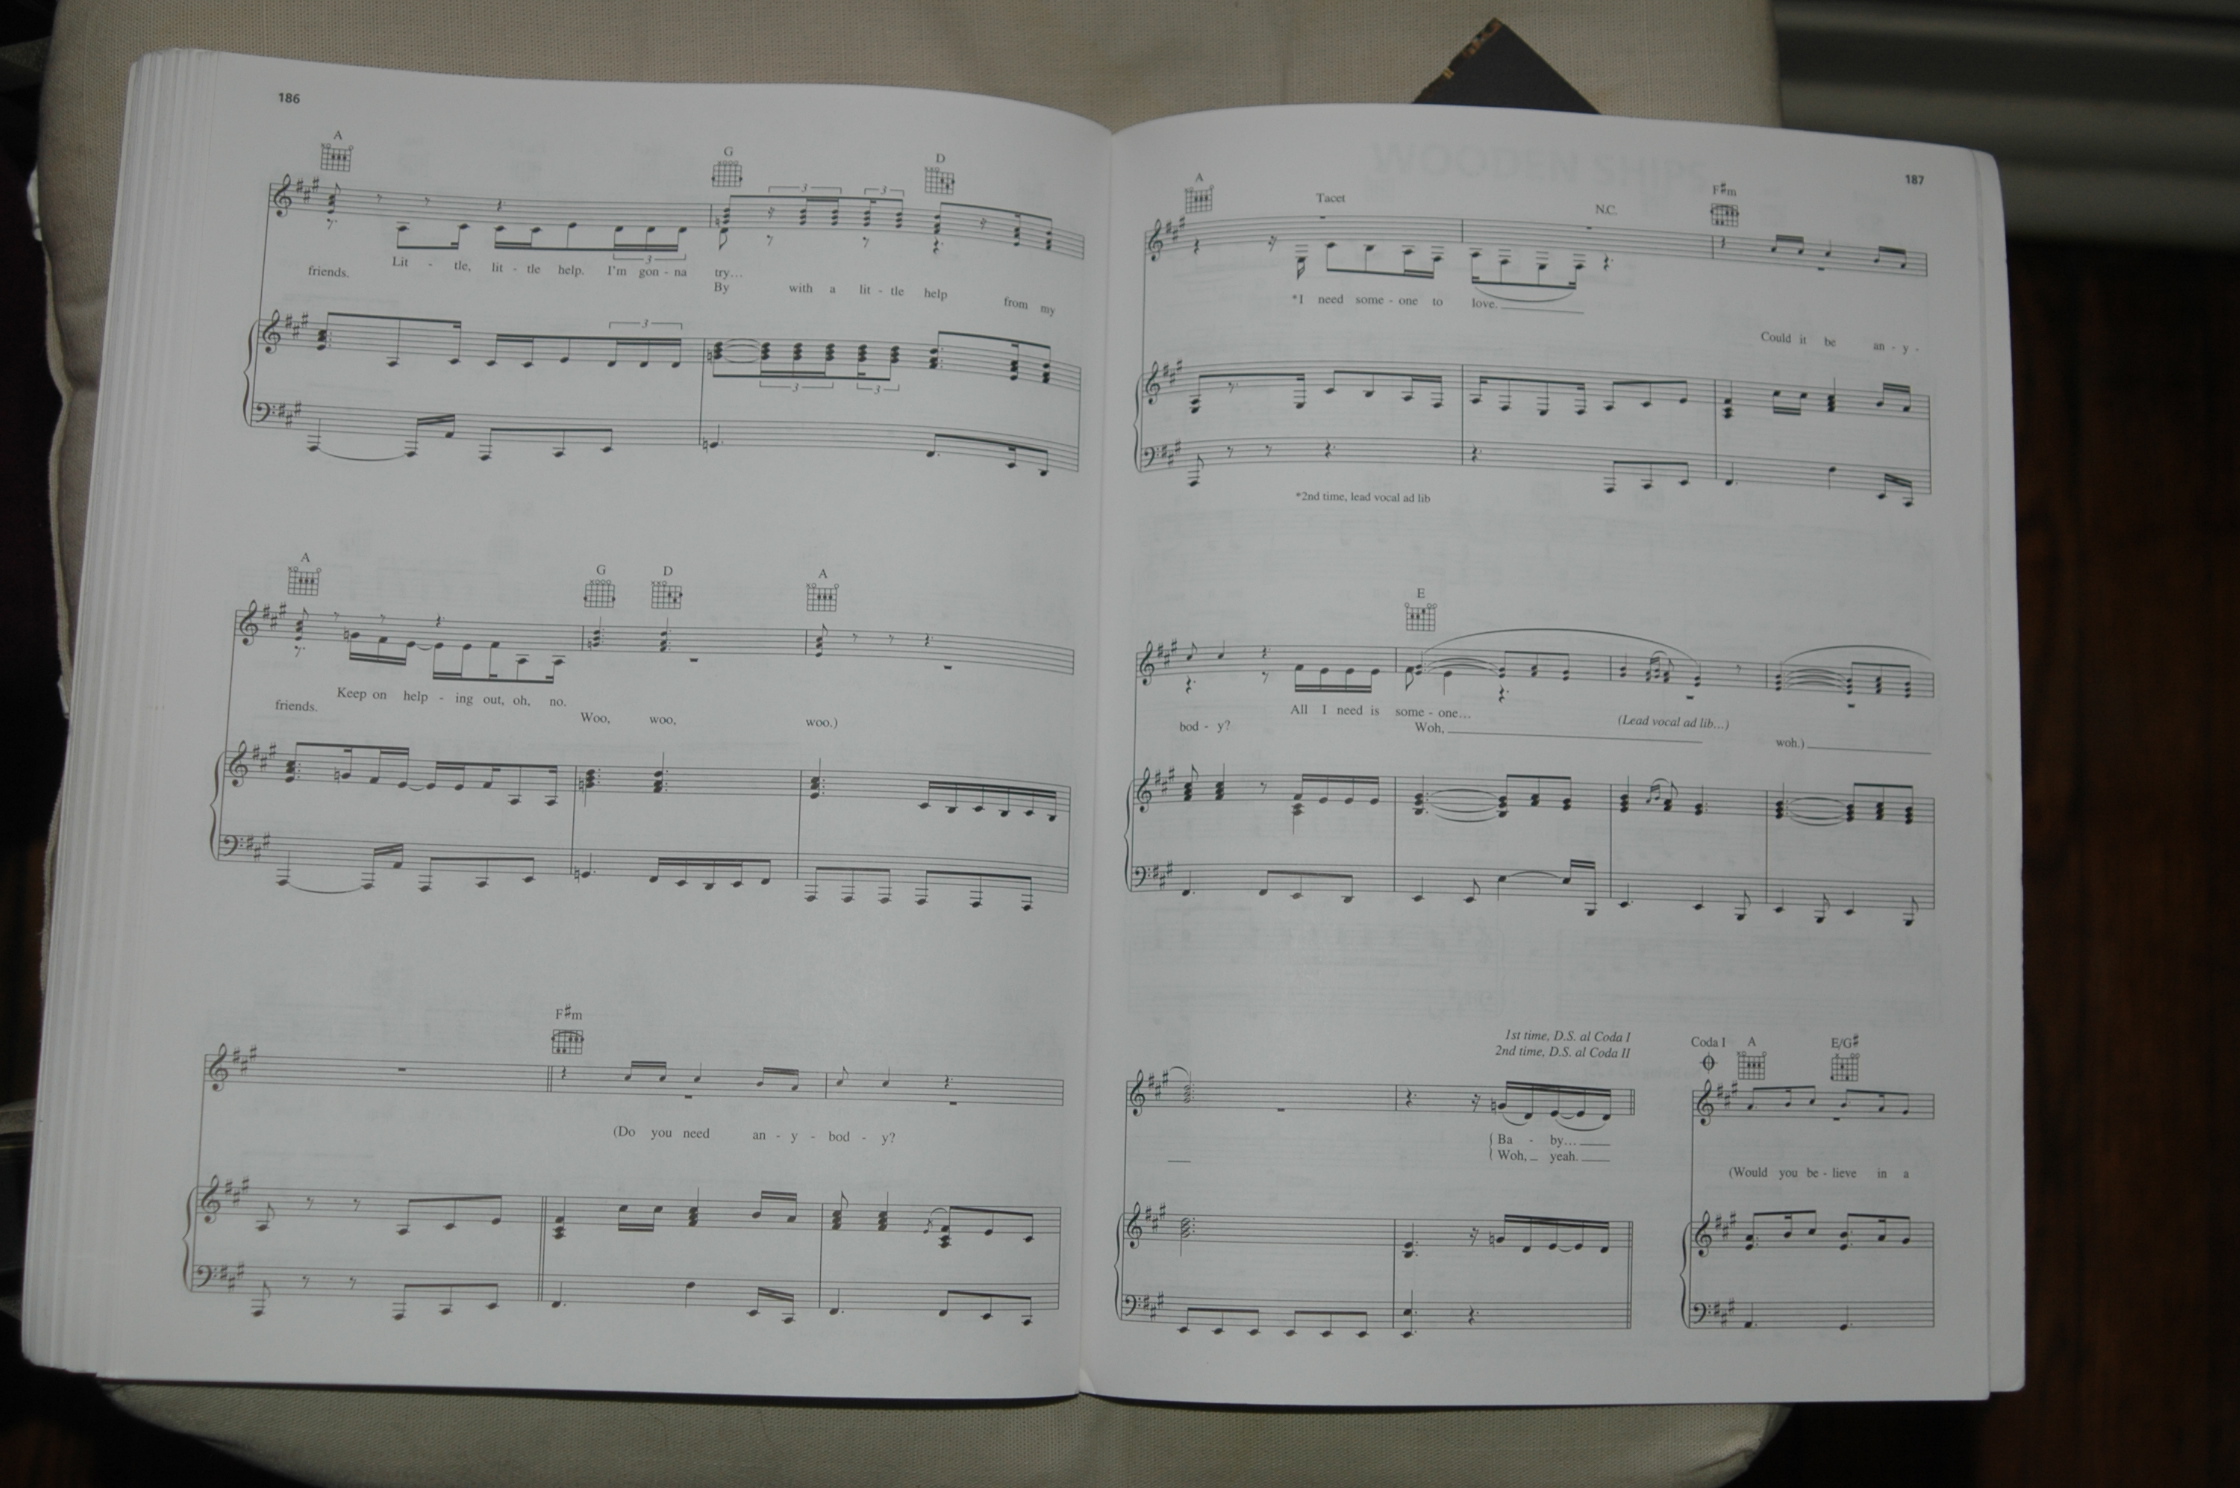 186
A G D
3 3
3
Lit - tle, lit - tle help. I'm gon - na try...
friends. By with a lit - tle help from my
3
3 3
A G D A
Keep on help - ing out, oh, no.
friends. Woo, woo, woo.)
F#m
(Do you need an - y - bod - y?
WOODEN SHIPS
187
A Tacet N.C. F#m
*I need some - one to love.
Could it be an - y -
*2nd time, lead vocal ad lib
E
All I need is some - one... (Lead vocal ad lib...)
bod - y? Woh, woh.)
1st time, D.S. al Coda I
2nd time, D.S. al Coda II
Coda I A E/G#
Ba - by...
Woh, yeah.
(Would you be - lieve in a